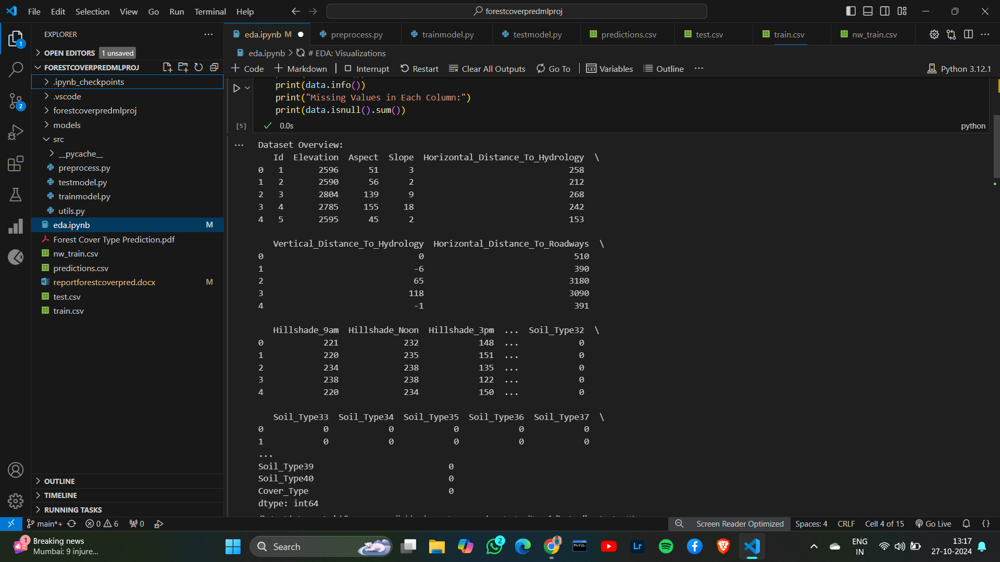 File Edit Selection View Go Run Terminal Help
forestcoverpredmlproj
EXPLORER
OPEN EDITORS 1 unsaved
FORESTCOVERPREDMLPROJ
.ipynb_checkpoints
.vscode
forestcoverpredmlproj
models
src
__pycache__
preprocess.py
testmodel.py
trainmodel.py
utils.py
eda.ipynb M
Forest Cover Type Prediction.pdf
nw_train.csv
predictions.csv
reportforestcoverpred.docx M
test.csv
train.csv
OUTLINE
TIMELINE
RUNNING TASKS
1
2
eda.ipynb M preprocess.py trainmodel.py testmodel.py predictions.csv test.csv train.csv nw_train.csv
eda.ipynb > # EDA: Visualizations
Code Markdown Interrupt Restart Clear All Outputs Go To Variables Outline ... Python 3.12.1
print(data.info())
print("Missing Values in Each Column:")
print(data.isnull().sum())
[5] 0.0s python
Dataset Overview:
Id Elevation Aspect Slope Horizontal_Distance_To_Hydrology \
0 1 2596 51 3 258
1 2 2590 56 2 212
2 3 2804 139 9 268
3 4 2785 155 18 242
4 5 2595 45 2 153
Vertical_Distance_To_Hydrology Horizontal_Distance_To_Roadways \
0 0 510
1 -6 390
2 65 3180
3 118 3090
4 -1 391
Hillshade_9am Hillshade_Noon Hillshade_3pm ... Soil_Type32 \
0 221 232 148 ... 0
1 220 235 151 ... 0
2 234 238 135 ... 0
3 238 238 122 ... 0
4 220 234 150 ... 0
Soil_Type33 Soil_Type34 Soil_Type35 Soil_Type36 Soil_Type37 \
0 0 0 0 0 0
1 0 0 0 0 0
...
Soil_Type39 0
Soil_Type40 0
Cover_Type 0
dtype: int64
main*+ 0 6 0 Screen Reader Optimized Spaces: 4 CRLF Cell 4 of 15 Go Live {}
1 Breaking news
Mumbai: 9 injure...
Search
2
MySQL
Lr
ENG
IN
13:17
27-10-2024